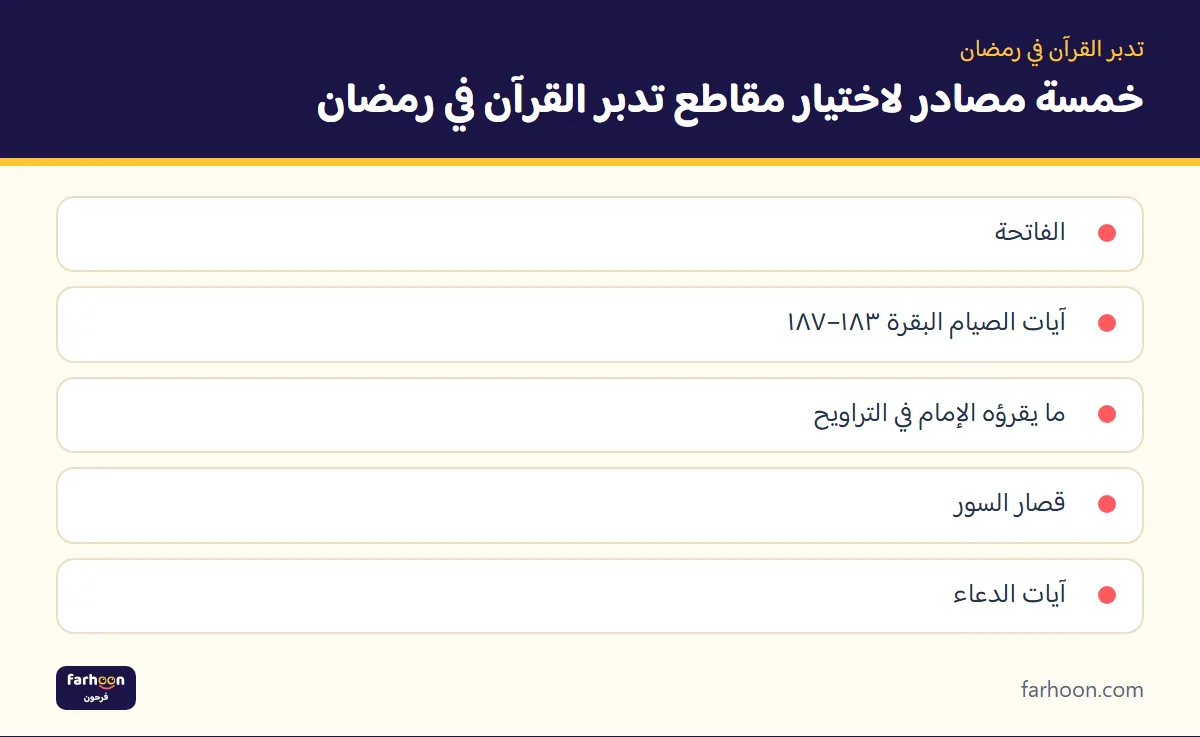 تدبر القرآن في رمضان
خمسة مصادر لاختيار مقاطع تدبر القرآن في رمضان
الفاتحة
آيات الصيام البقرة ١٨٣–١٨٧
ما يقرؤه الإمام في التراويح
قصار السور
آيات الدعاء
farhoon.com
farhoon
فرحون